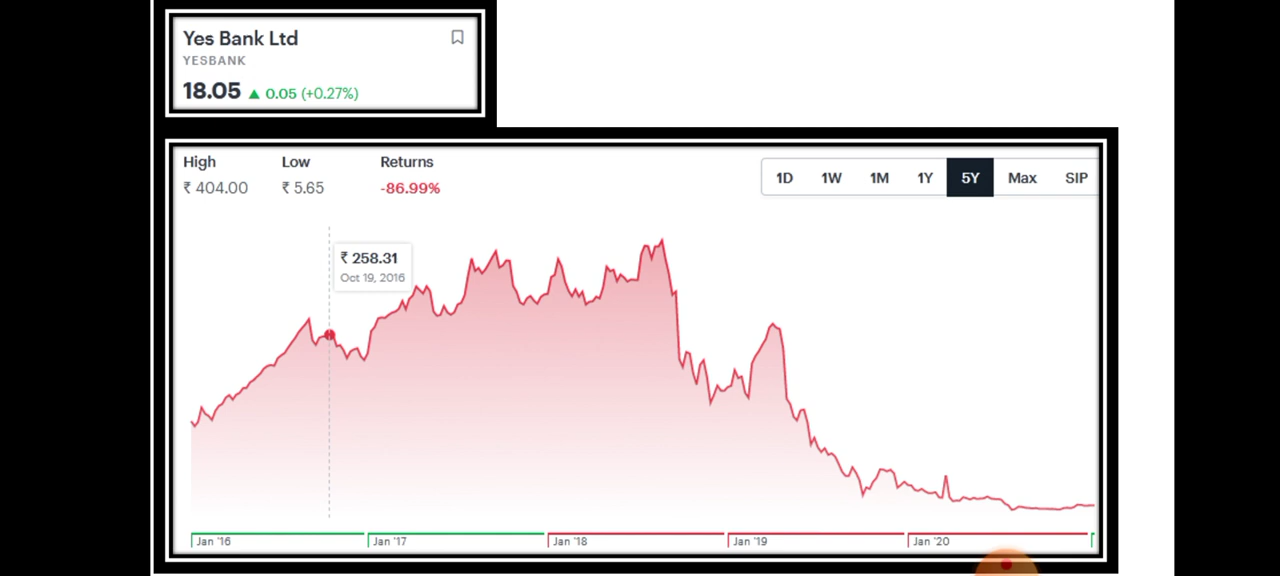 Yes Bank Ltd
YESBANK
18.05 ▲ 0.05 (+0.27%)
High Low Returns
₹ 404.00 ₹ 5.65 -86.99%
1D 1W 1M 1Y 5Y Max SIP
₹ 258.31
Oct 19, 2016
Jan '16 Jan '17 Jan '18 Jan '19 Jan '20